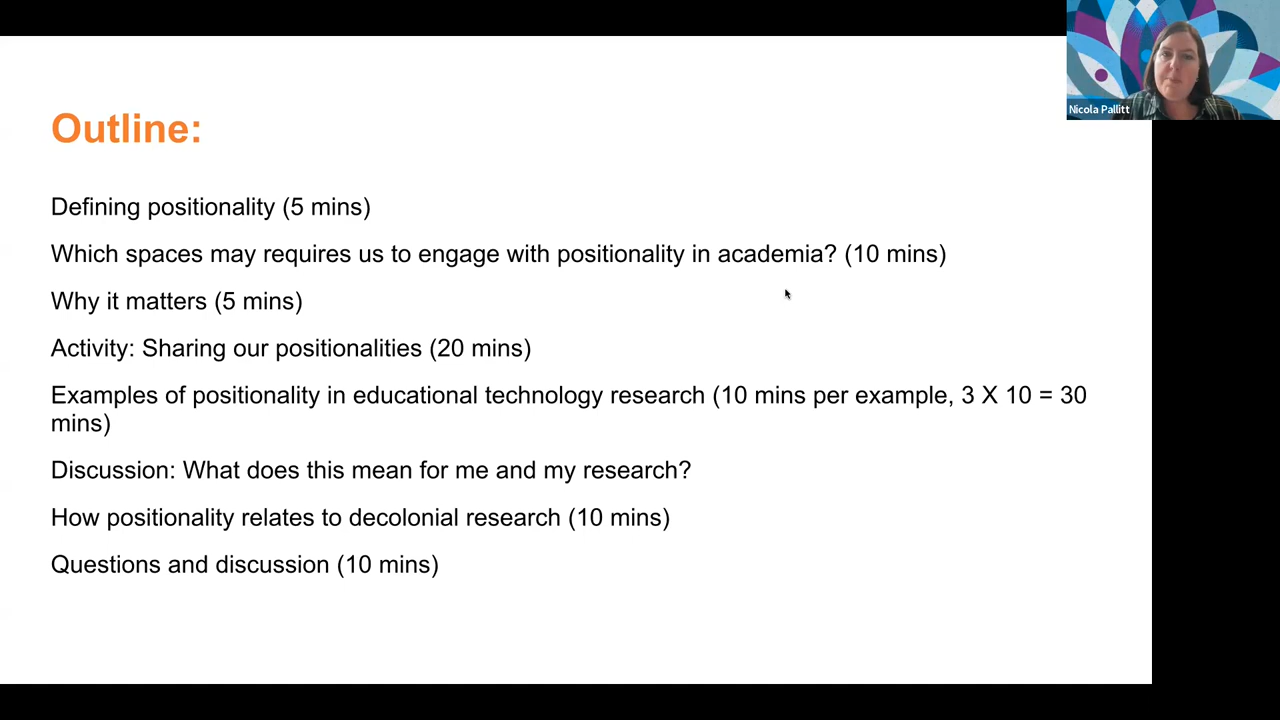 Nicola Pallitt
Outline:
Defining positionality (5 mins)
Which spaces may requires us to engage with positionality in academia? (10 mins)
Why it matters (5 mins)
Activity: Sharing our positionalities (20 mins)
Examples of positionality in educational technology research (10 mins per example, 3 X 10 = 30
mins)
Discussion: What does this mean for me and my research?
How positionality relates to decolonial research (10 mins)
Questions and discussion (10 mins)